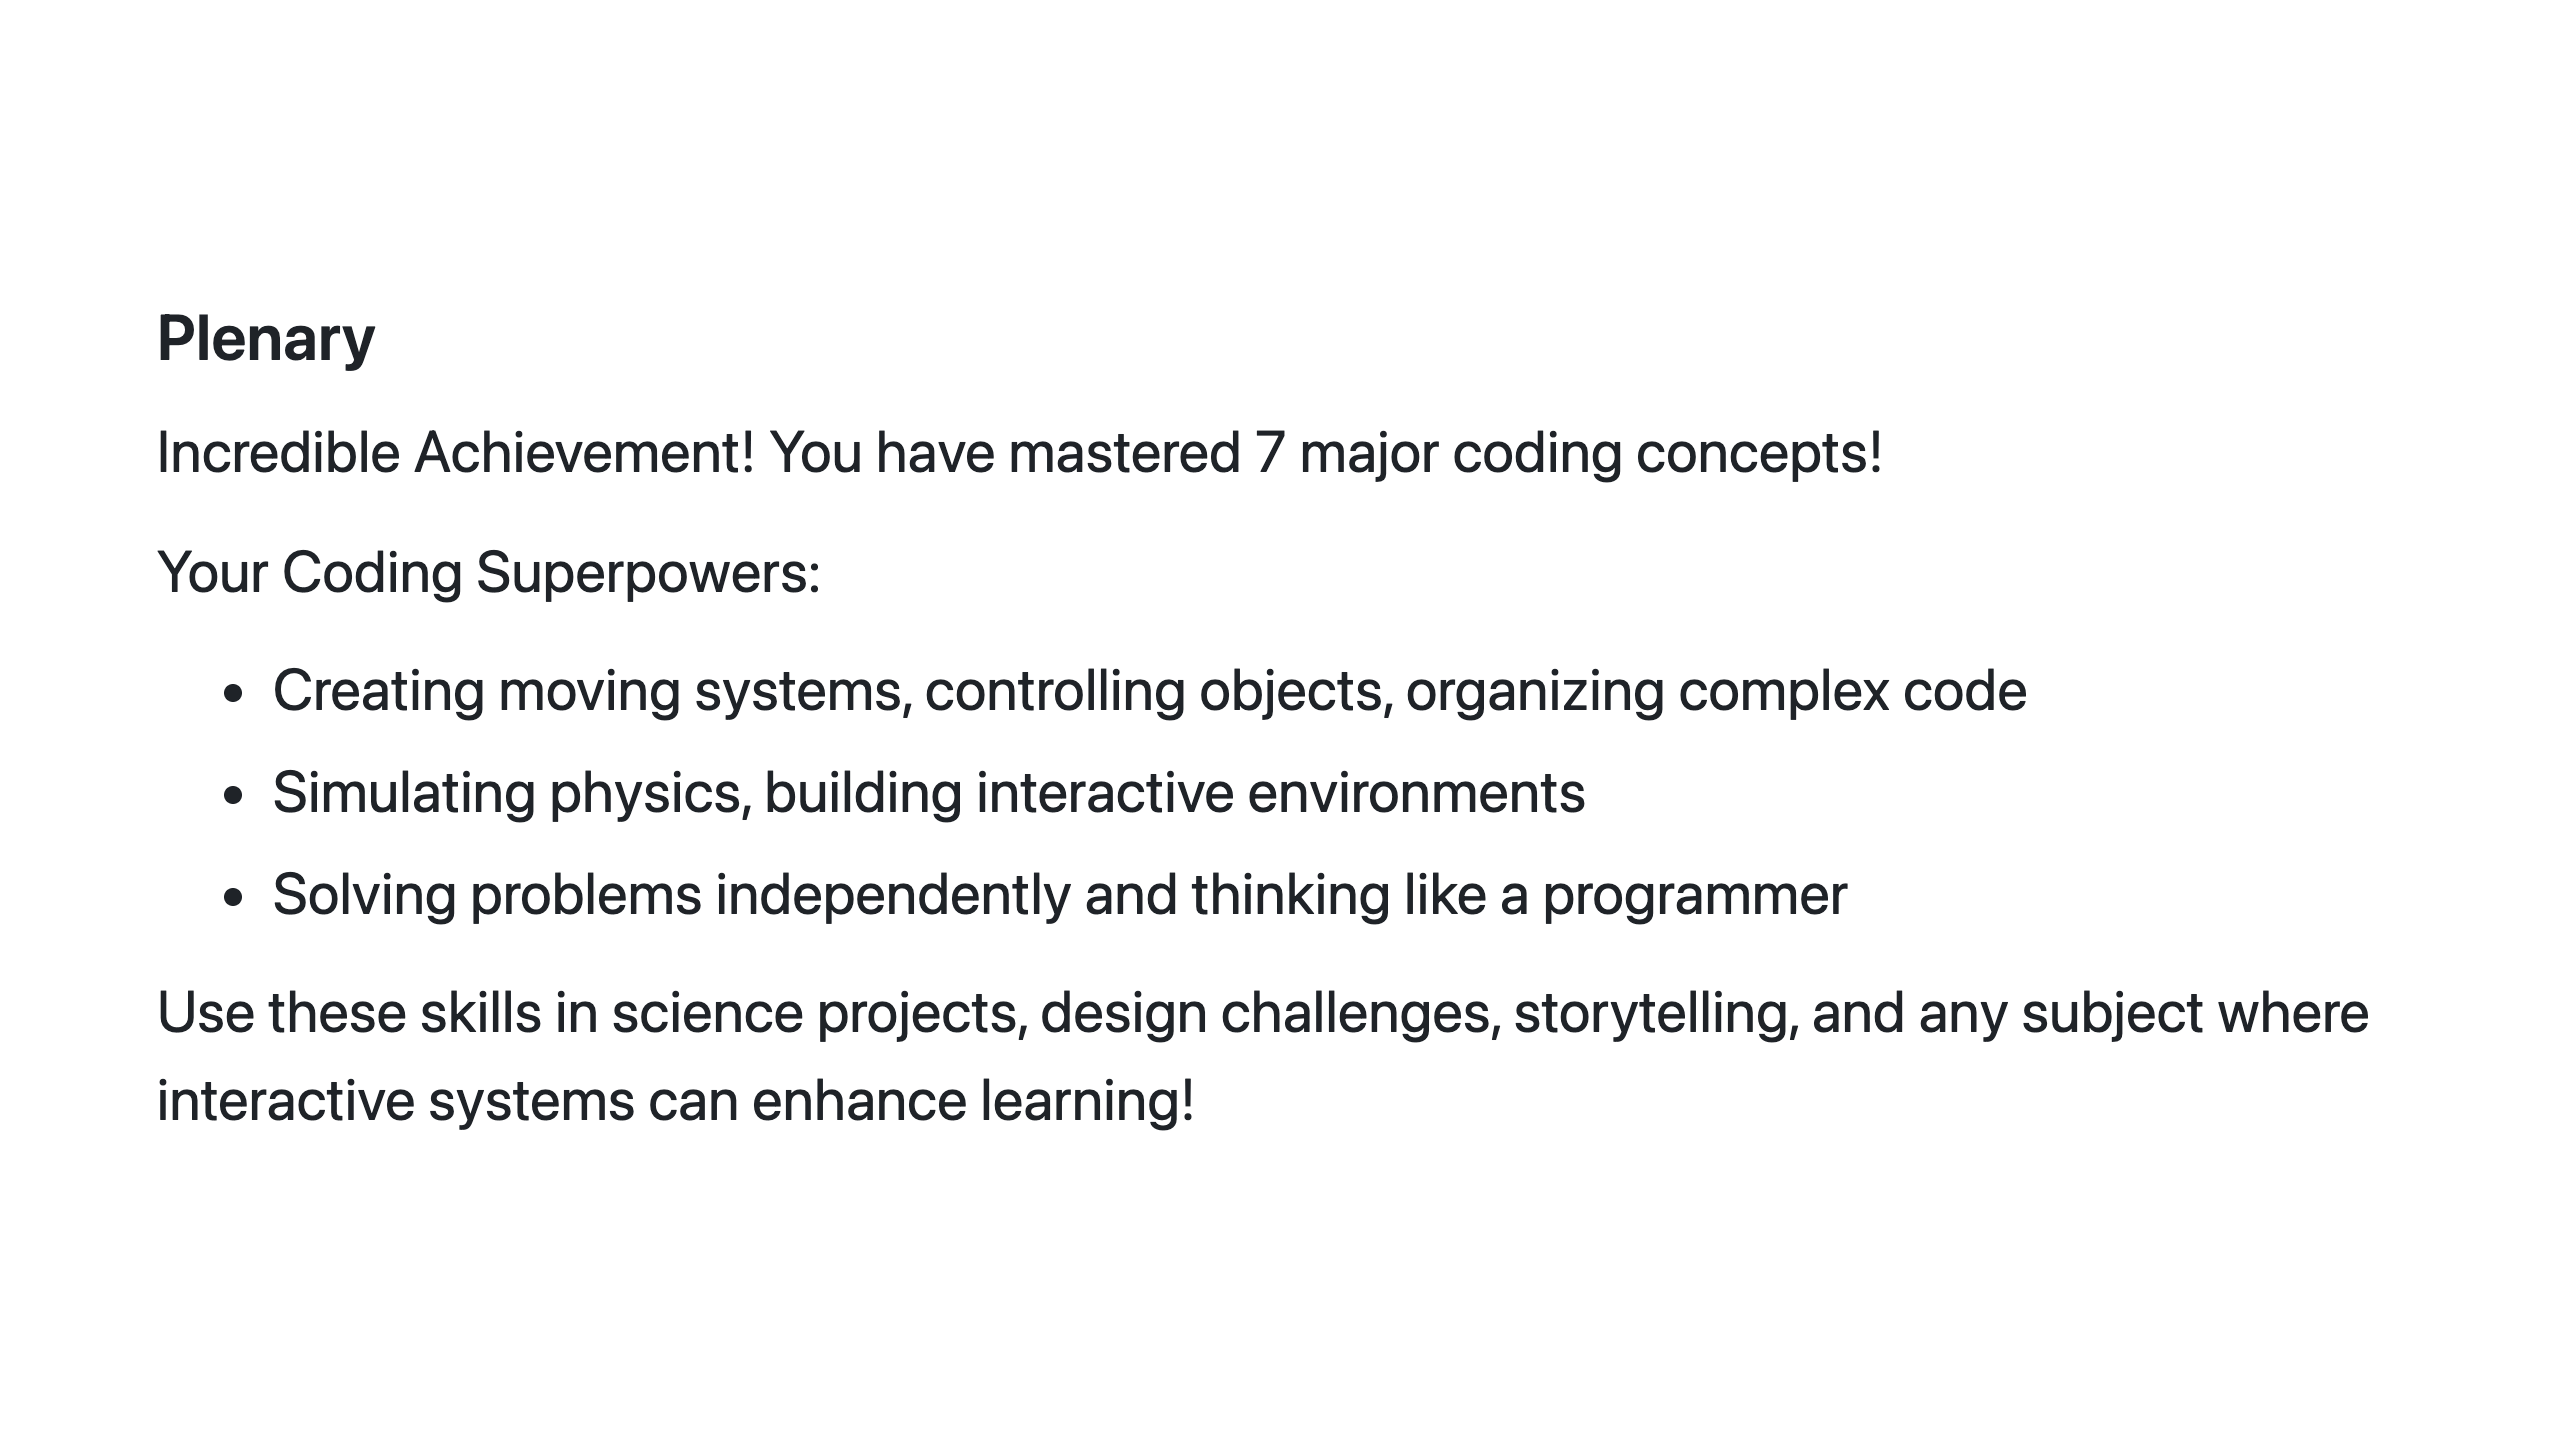 Plenary
Incredible Achievement! You have mastered 7 major coding concepts!
Your Coding Superpowers:
• Creating moving systems, controlling objects, organizing complex code
• Simulating physics, building interactive environments
• Solving problems independently and thinking like a programmer
Use these skills in science projects, design challenges, storytelling, and any subject where
interactive systems can enhance learning!